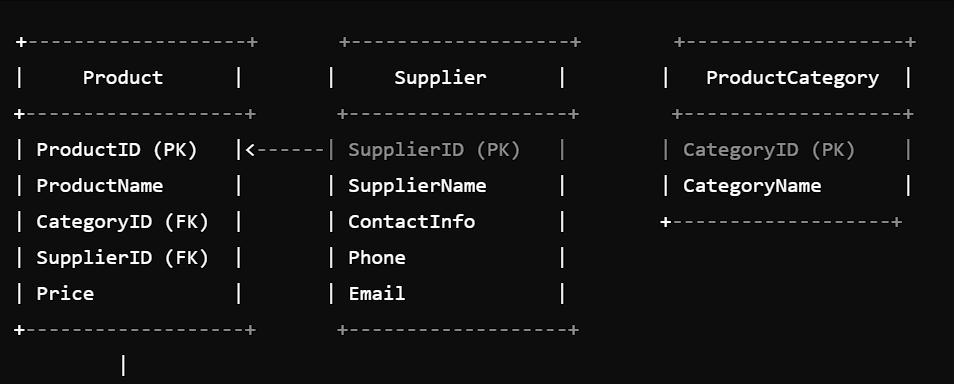 +-------------------+        +-------------------+         +-------------------+
|      Product      |        |      Supplier     |         |  ProductCategory  |
+-------------------+        +-------------------+         +-------------------+
| ProductID (PK)    |<------| SupplierID (PK)   |         | CategoryID (PK)   |
| ProductName       |        | SupplierName      |         | CategoryName      |
| CategoryID (FK)   |        | ContactInfo       |         +-------------------+
| SupplierID (FK)   |        | Phone             |
| Price             |        | Email             |
+-------------------+        +-------------------+
         |